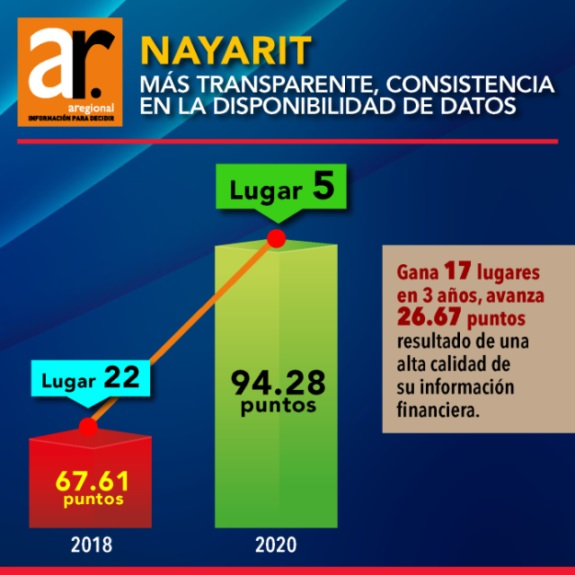 ar.
aregional
INFORMACIÓN PARA DECIDIR
NAYARIT
MÁS TRANSPARENTE, CONSISTENCIA
EN LA DISPONIBILIDAD DE DATOS
Lugar 5
Lugar 22
94.28
puntos
67.61
puntos
2018
2020
Gana 17 lugares
en 3 años, avanza
26.67 puntos
resultado de una
alta calidad de
su información
financiera.